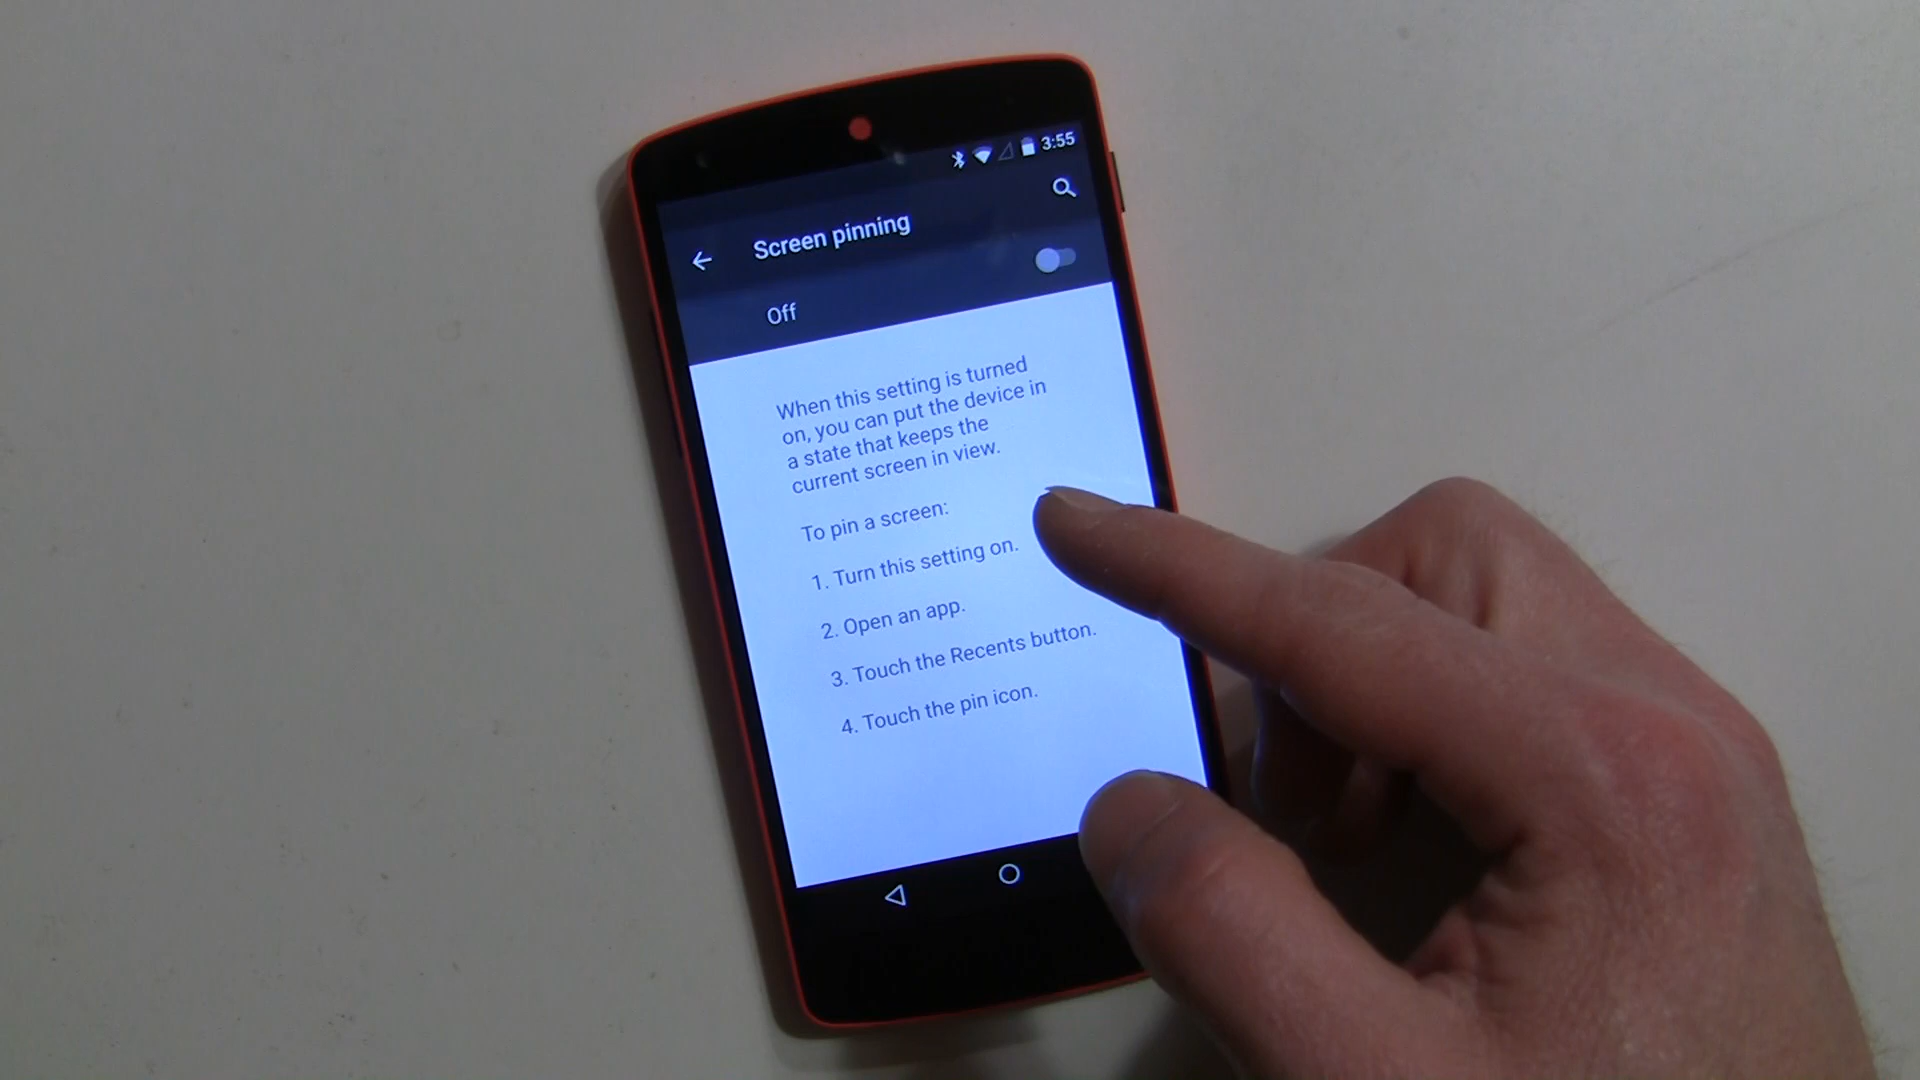 3:55
Screen pinning
Off
When this setting is turned
on, you can put the device in
a state that keeps the
current screen in view.
To pin a screen:
1. Turn this setting on.
2. Open an app.
3. Touch the Recents button.
4. Touch the pin icon.